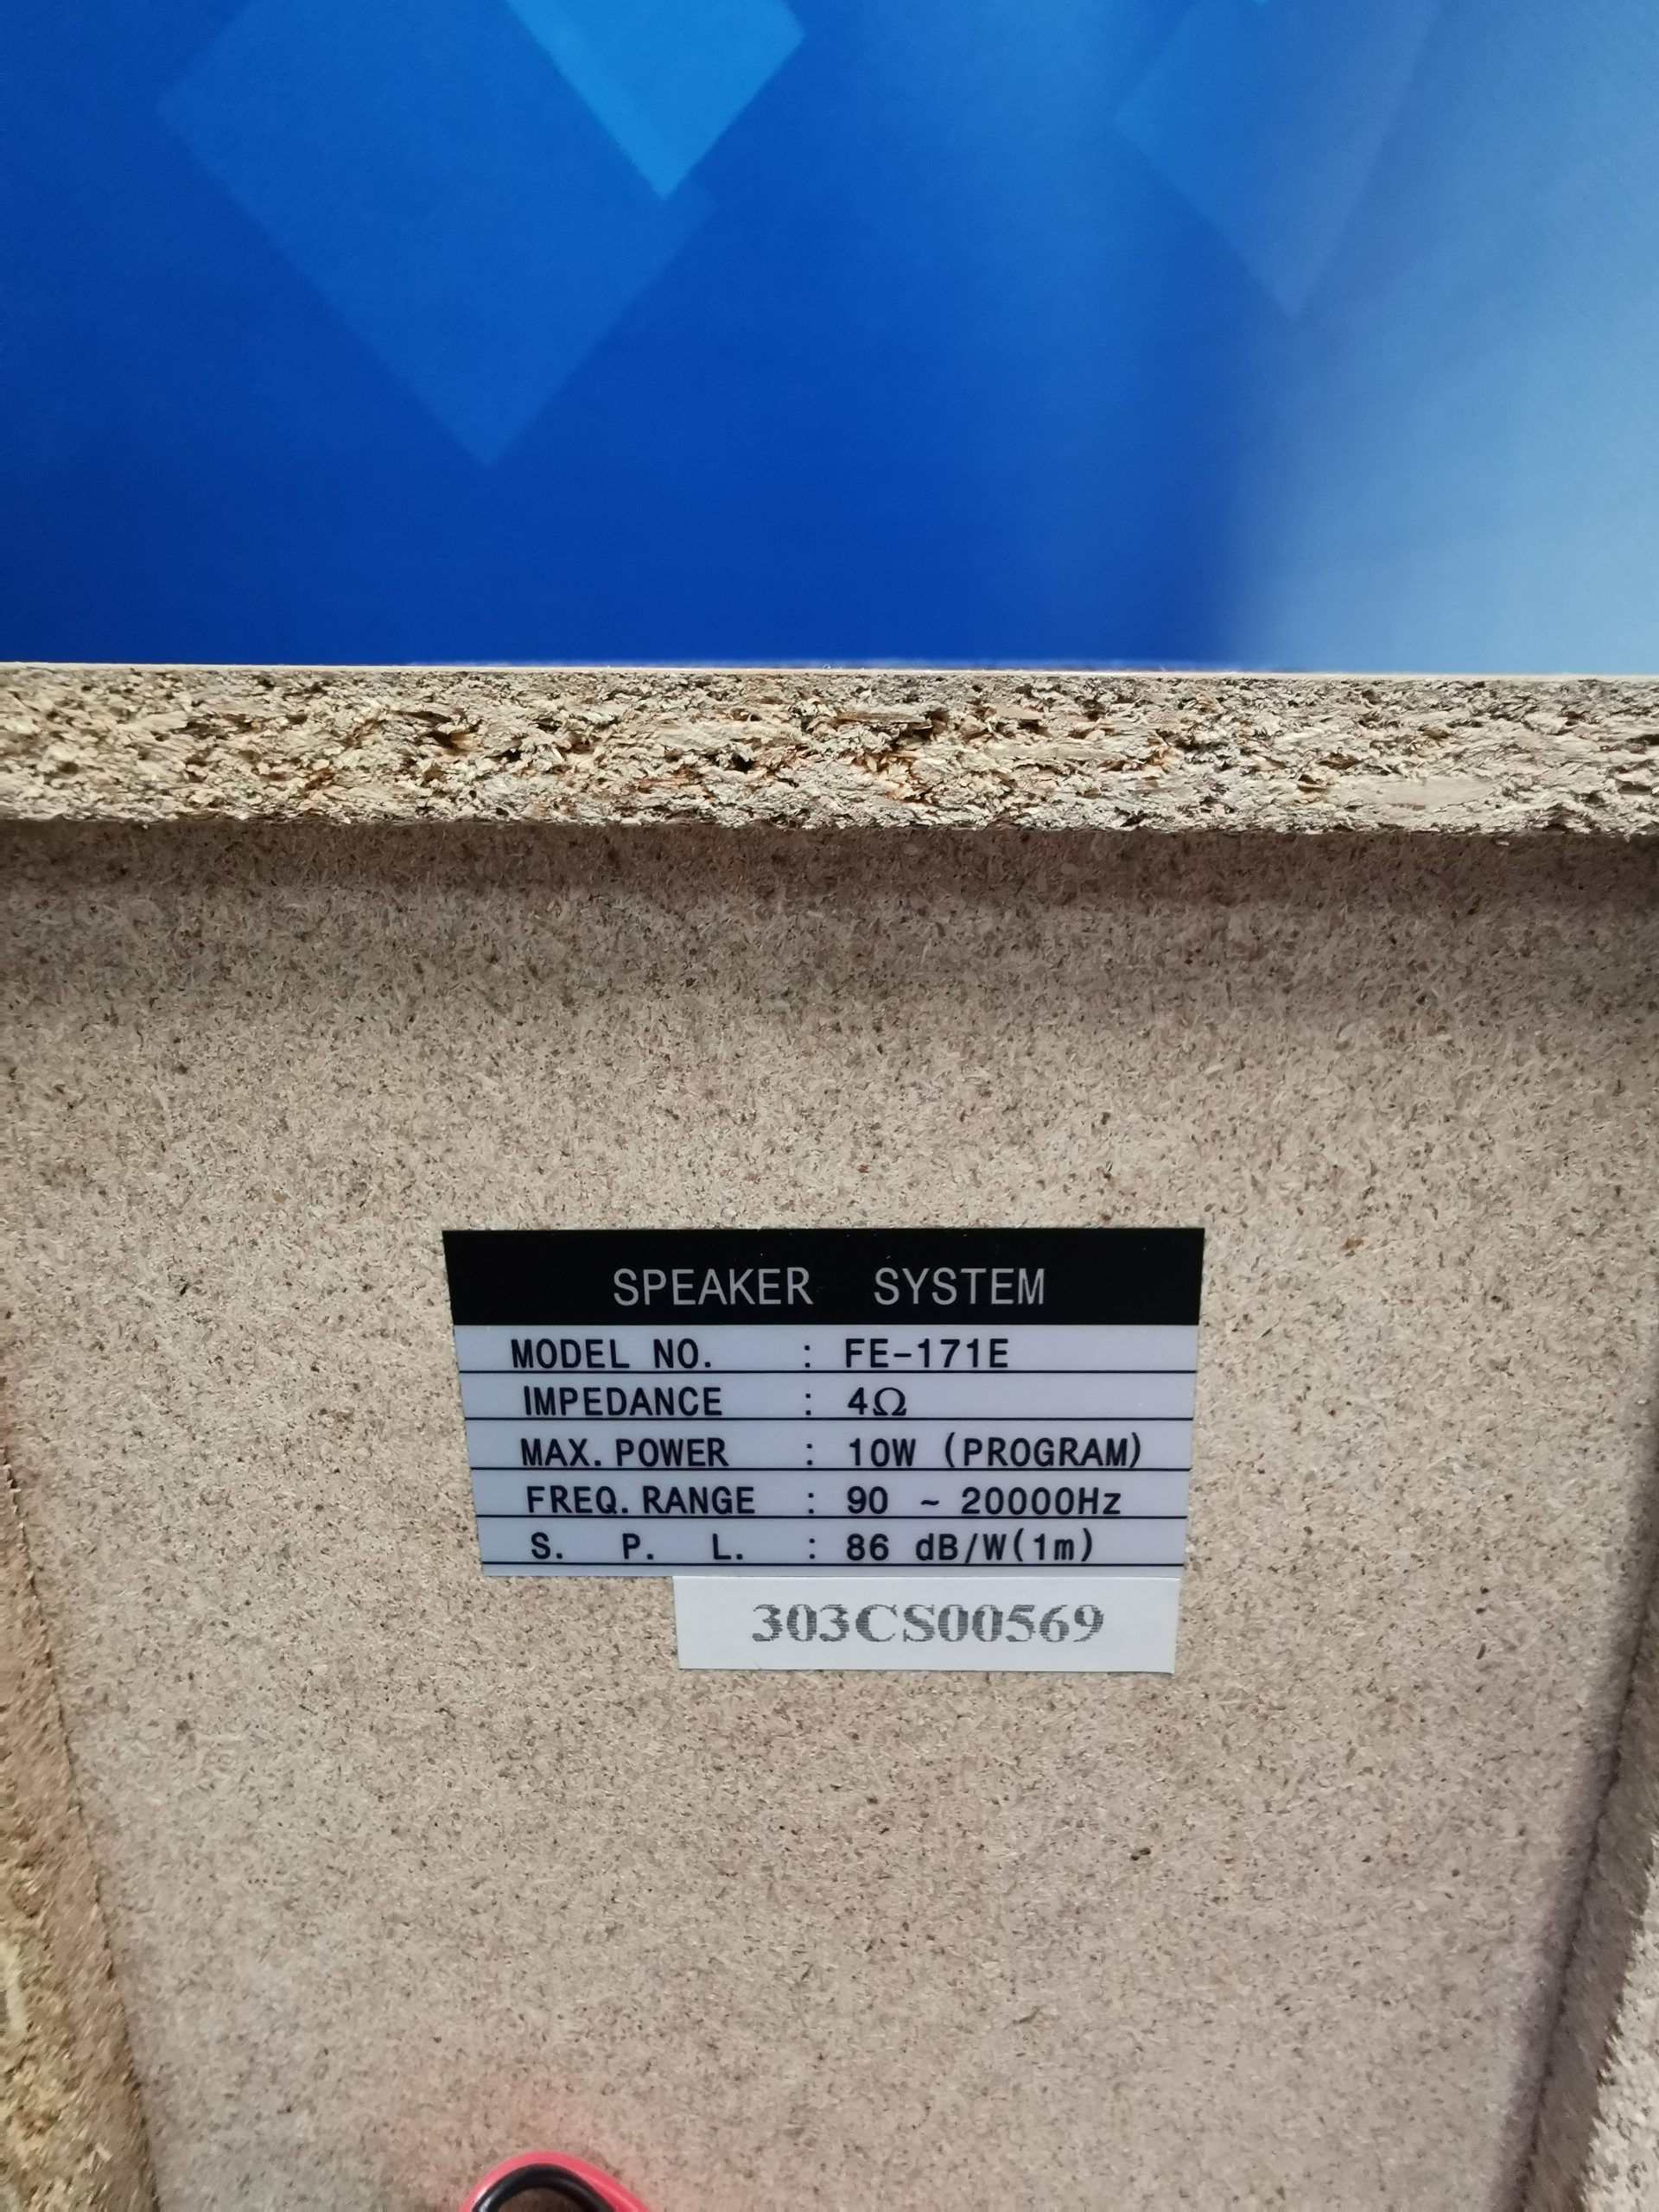 SPEAKER SYSTEM
MODEL NO. : FE-171E
IMPEDANCE : 4Ω
MAX. POWER : 10W (PROGRAM)
FREQ. RANGE : 90 ~ 20000Hz
S. P. L. : 86 dB/W(1m)
303CS00569